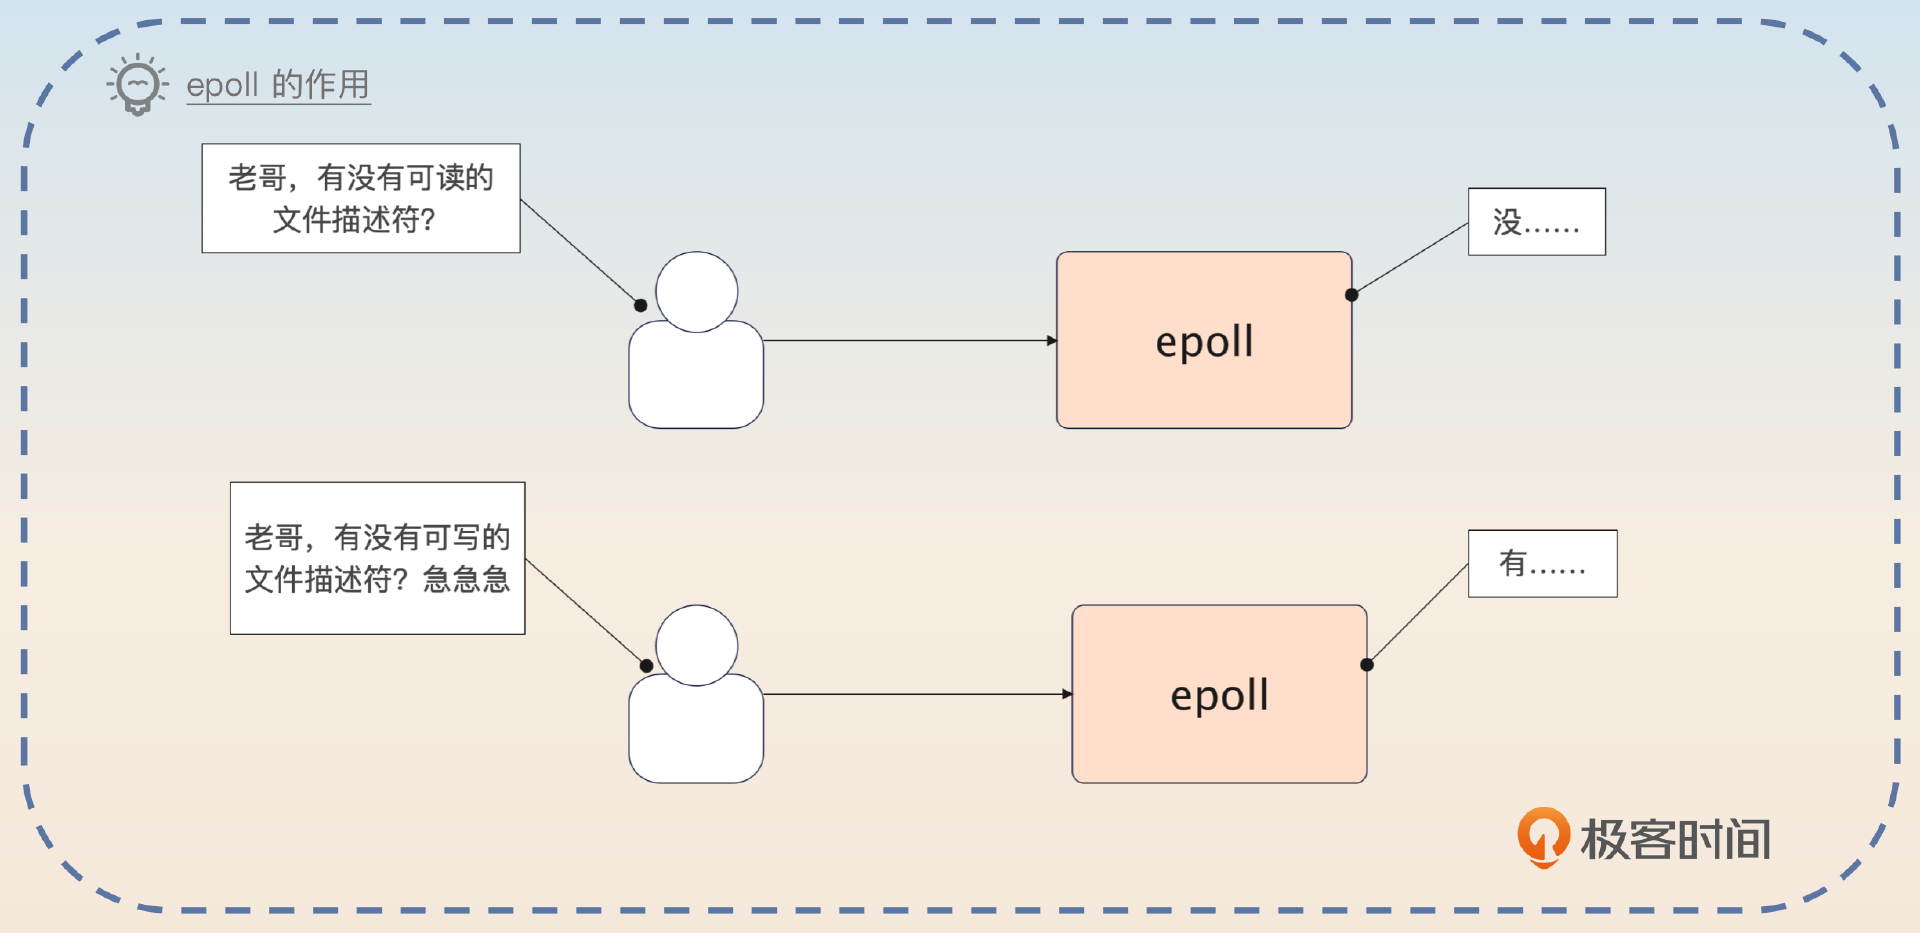 epoll 的作用
老哥，有没有可读的
文件描述符？
没……
epoll
老哥，有没有可写的
文件描述符？急急急
有……
epoll
极客时间